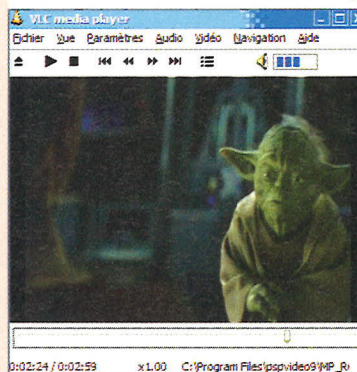 VLC media player
Fichier Vue Paramètres Audio Vidéo Navigation Aide
0:02:24 / 0:02:59 x1.00 C:\Program Files\pspvideo9\MP_R